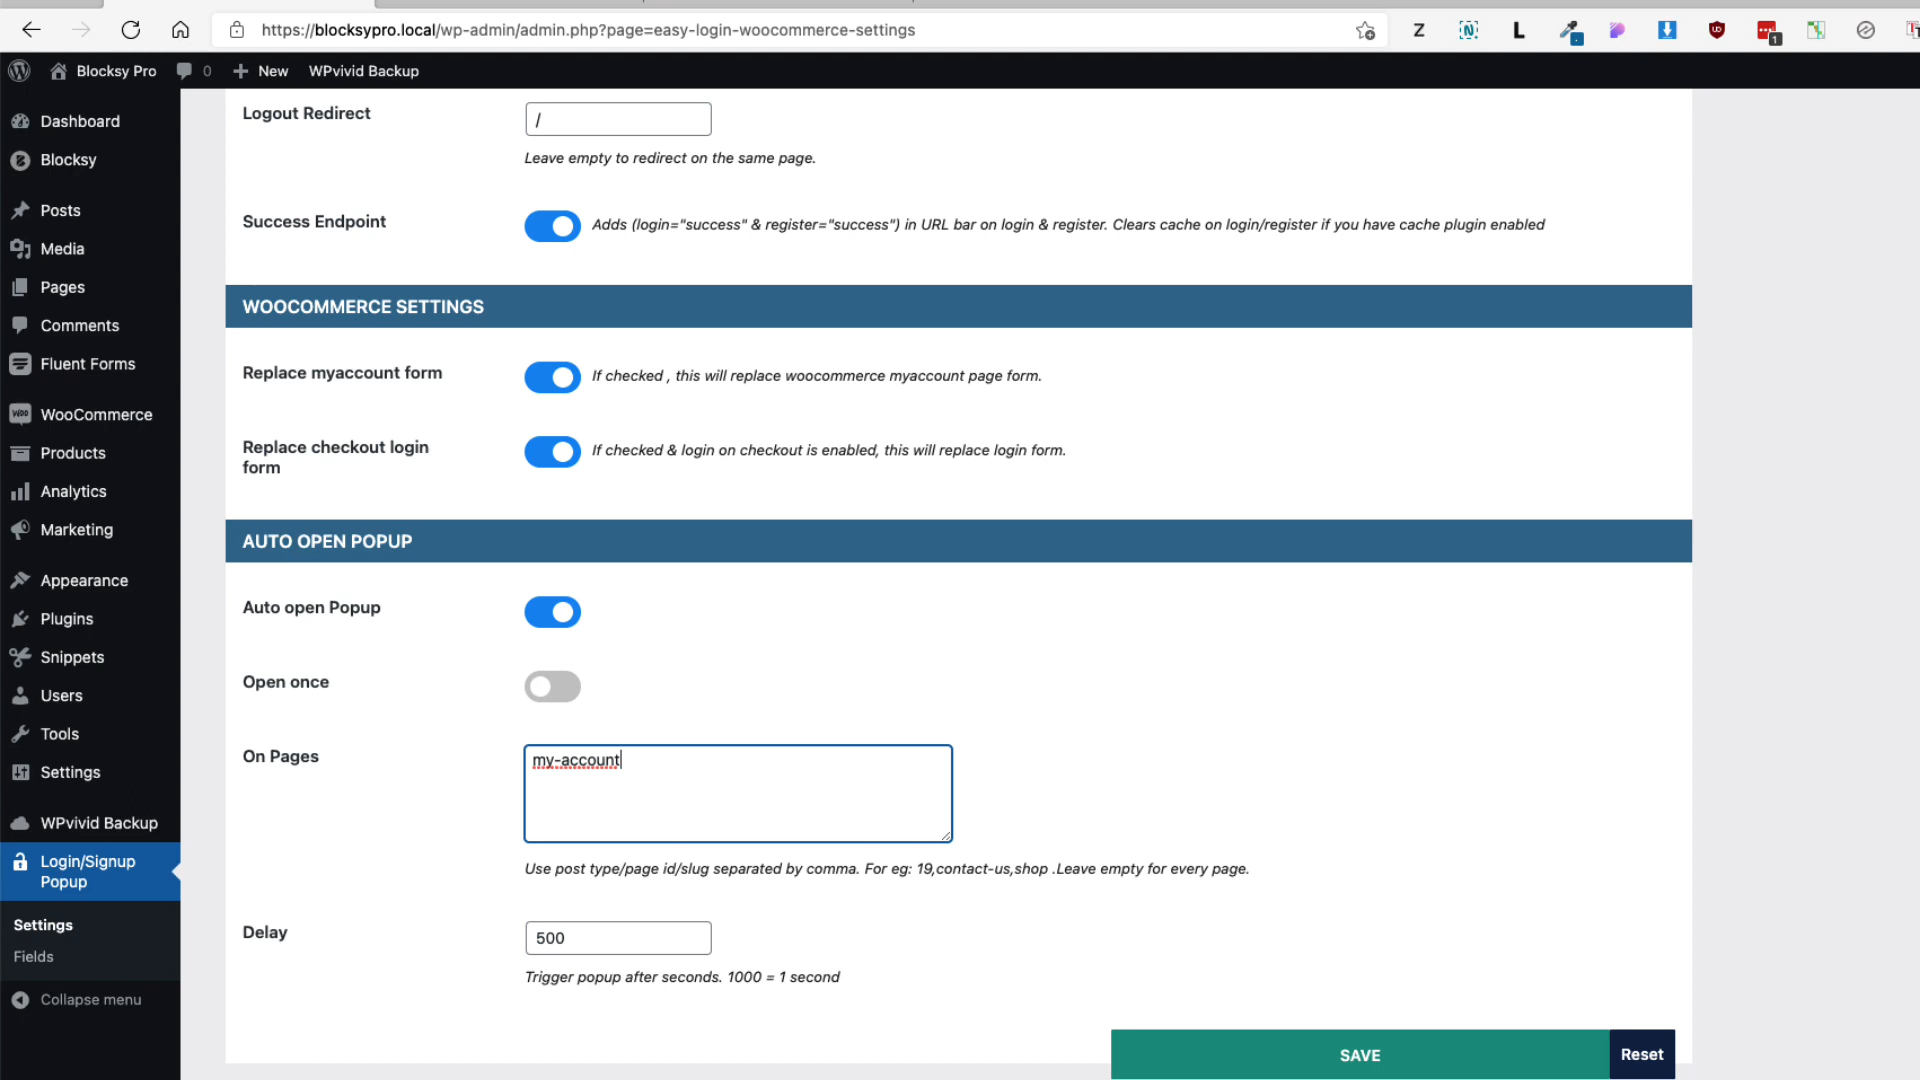 https://blocksypro.local/wp-admin/admin.php?page=easy-login-woocommerce-settings
Z
N
L
1
Blocksy Pro
0
New
WPvivid Backup
Dashboard
Blocksy
Posts
Media
Pages
Comments
Fluent Forms
WooCommerce
Products
Analytics
Marketing
Appearance
Plugins
Snippets
Users
Tools
Settings
WPvivid Backup
Login/Signup
Popup
Settings
Fields
Collapse menu
Logout Redirect
/
Leave empty to redirect on the same page.
Success Endpoint
Adds (login="success" & register="success") in URL bar on login & register. Clears cache on login/register if you have cache plugin enabled
WOOCOMMERCE SETTINGS
Replace myaccount form
If checked , this will replace woocommerce myaccount page form.
Replace checkout login
form
If checked & login on checkout is enabled, this will replace login form.
AUTO OPEN POPUP
Auto open Popup
Open once
On Pages
my-account
Use post type/page id/slug separated by comma. For eg: 19,contact-us,shop .Leave empty for every page.
Delay
500
Trigger popup after seconds. 1000 = 1 second
SAVE
Reset